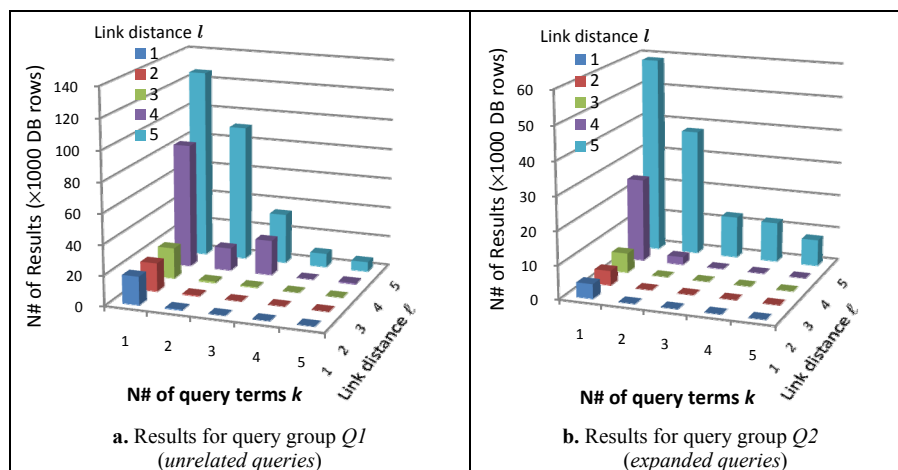 Link distance l
1
2
3
4
5
N# of Results (×1000 DB rows)
140
120
100
80
60
40
20
0
1 2 3 4 5
1 2 3 4 5
Link distance ℓ
N# of query terms k
a. Results for query group Q1
(unrelated queries)
Link distance l
1
2
3
4
5
N# of Results (×1000 DB rows)
60
50
40
30
20
10
0
1 2 3 4 5
1 2 3 4 5
Link distance ℓ
N# of query terms k
b. Results for query group Q2
(expanded queries)